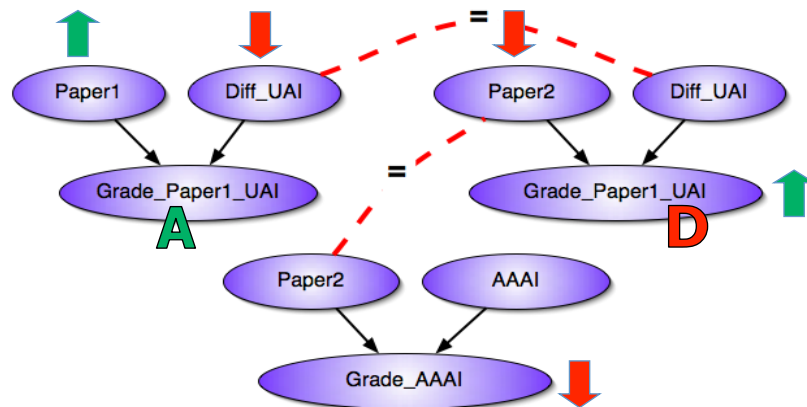 =
Paper1
Diff_UAI
Paper2
Diff_UAI
Grade_Paper1_UAI
Grade_Paper1_UAI
=
A
D
Paper2
AAAI
Grade_AAAI